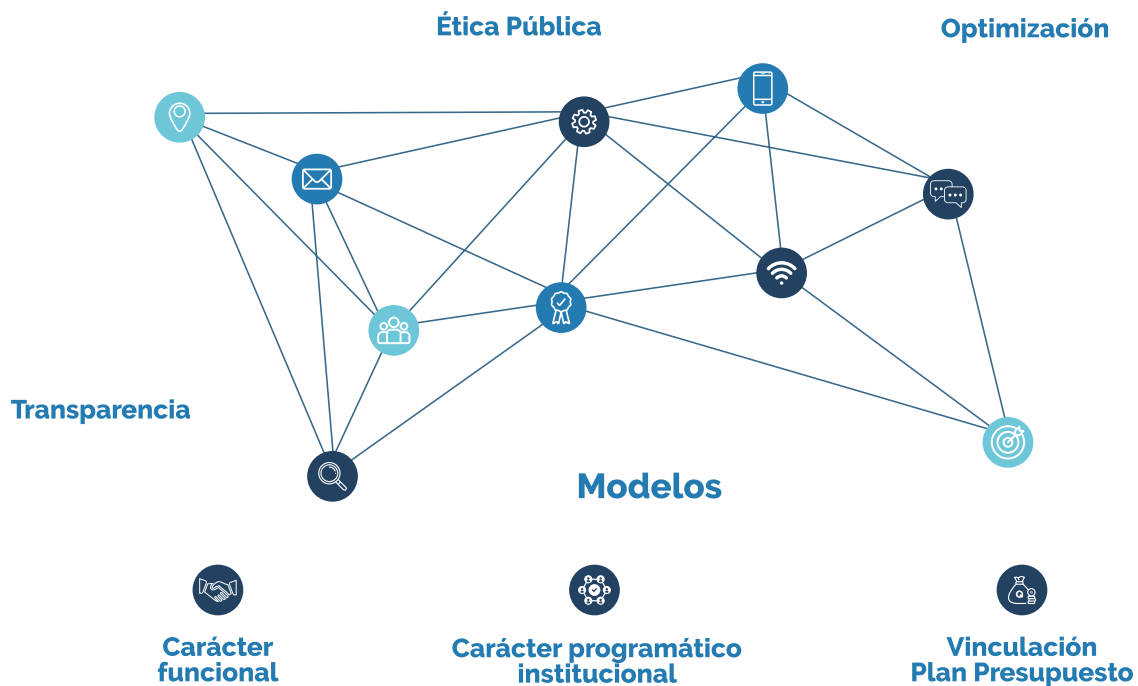 Ética Pública
Optimización
Transparencia
Modelos
Q
Carácter
funcional
Carácter programático
institucional
Vinculación
Plan Presupuesto